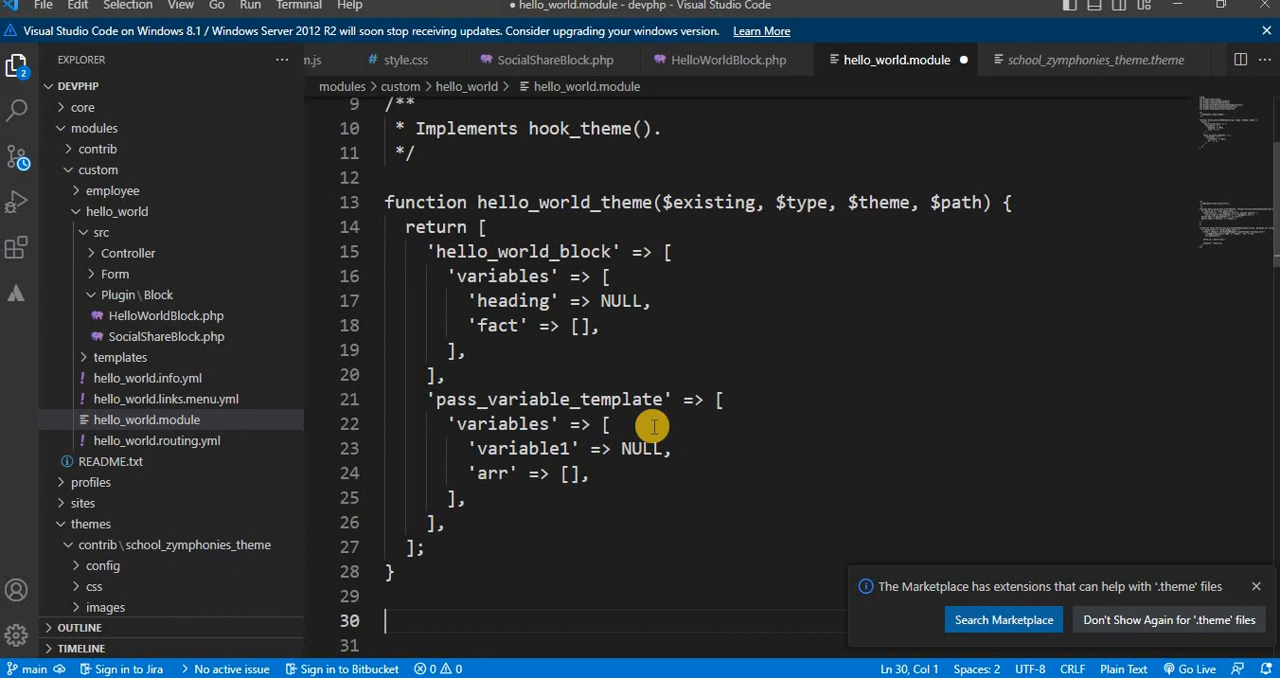 File Edit Selection View Go Run Terminal Help
● hello_world.module - devphp - Visual Studio Code
Visual Studio Code on Windows 8.1 / Windows Server 2012 R2 will soon stop receiving updates. Consider upgrading your windows version. Learn More
EXPLORER
n.js
style.css
SocialShareBlock.php
HelloWorldBlock.php
hello_world.module
school_zymphonies_theme.theme
modules > custom > hello_world > hello_world.module
2
DEVPHP
core
modules
contrib
custom
employee
hello_world
src
Controller
Form
Plugin\Block
HelloWorldBlock.php
SocialShareBlock.php
templates
hello_world.info.yml
hello_world.links.menu.yml
hello_world.module
hello_world.routing.yml
README.txt
profiles
sites
themes
contrib\school_zymphonies_theme
config
css
images
OUTLINE
TIMELINE
9 /**
10 * Implements hook_theme().
11 */
12
13 function hello_world_theme($existing, $type, $theme, $path) {
14 return [
15 'hello_world_block' => [
16 'variables' => [
17 'heading' => NULL,
18 'fact' => [],
19 ],
20 ],
21 'pass_variable_template' => [
22 'variables' => [
23 'variable1' => NULL,
24 'arr' => [],
25 ],
26 ],
27 ];
28 }
29
30
31
The Marketplace has extensions that can help with '.theme' files
Search Marketplace
Don't Show Again for '.theme' files
main Sign in to Jira No active issue Sign in to Bitbucket 0 0 Ln 30, Col 1 Spaces: 2 UTF-8 CRLF Plain Text Go Live